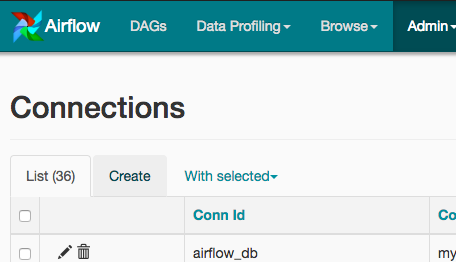 Airflow DAGs Data Profiling Browse Admin
Connections
List (36) Create With selected
Conn Id Co
airflow_db my